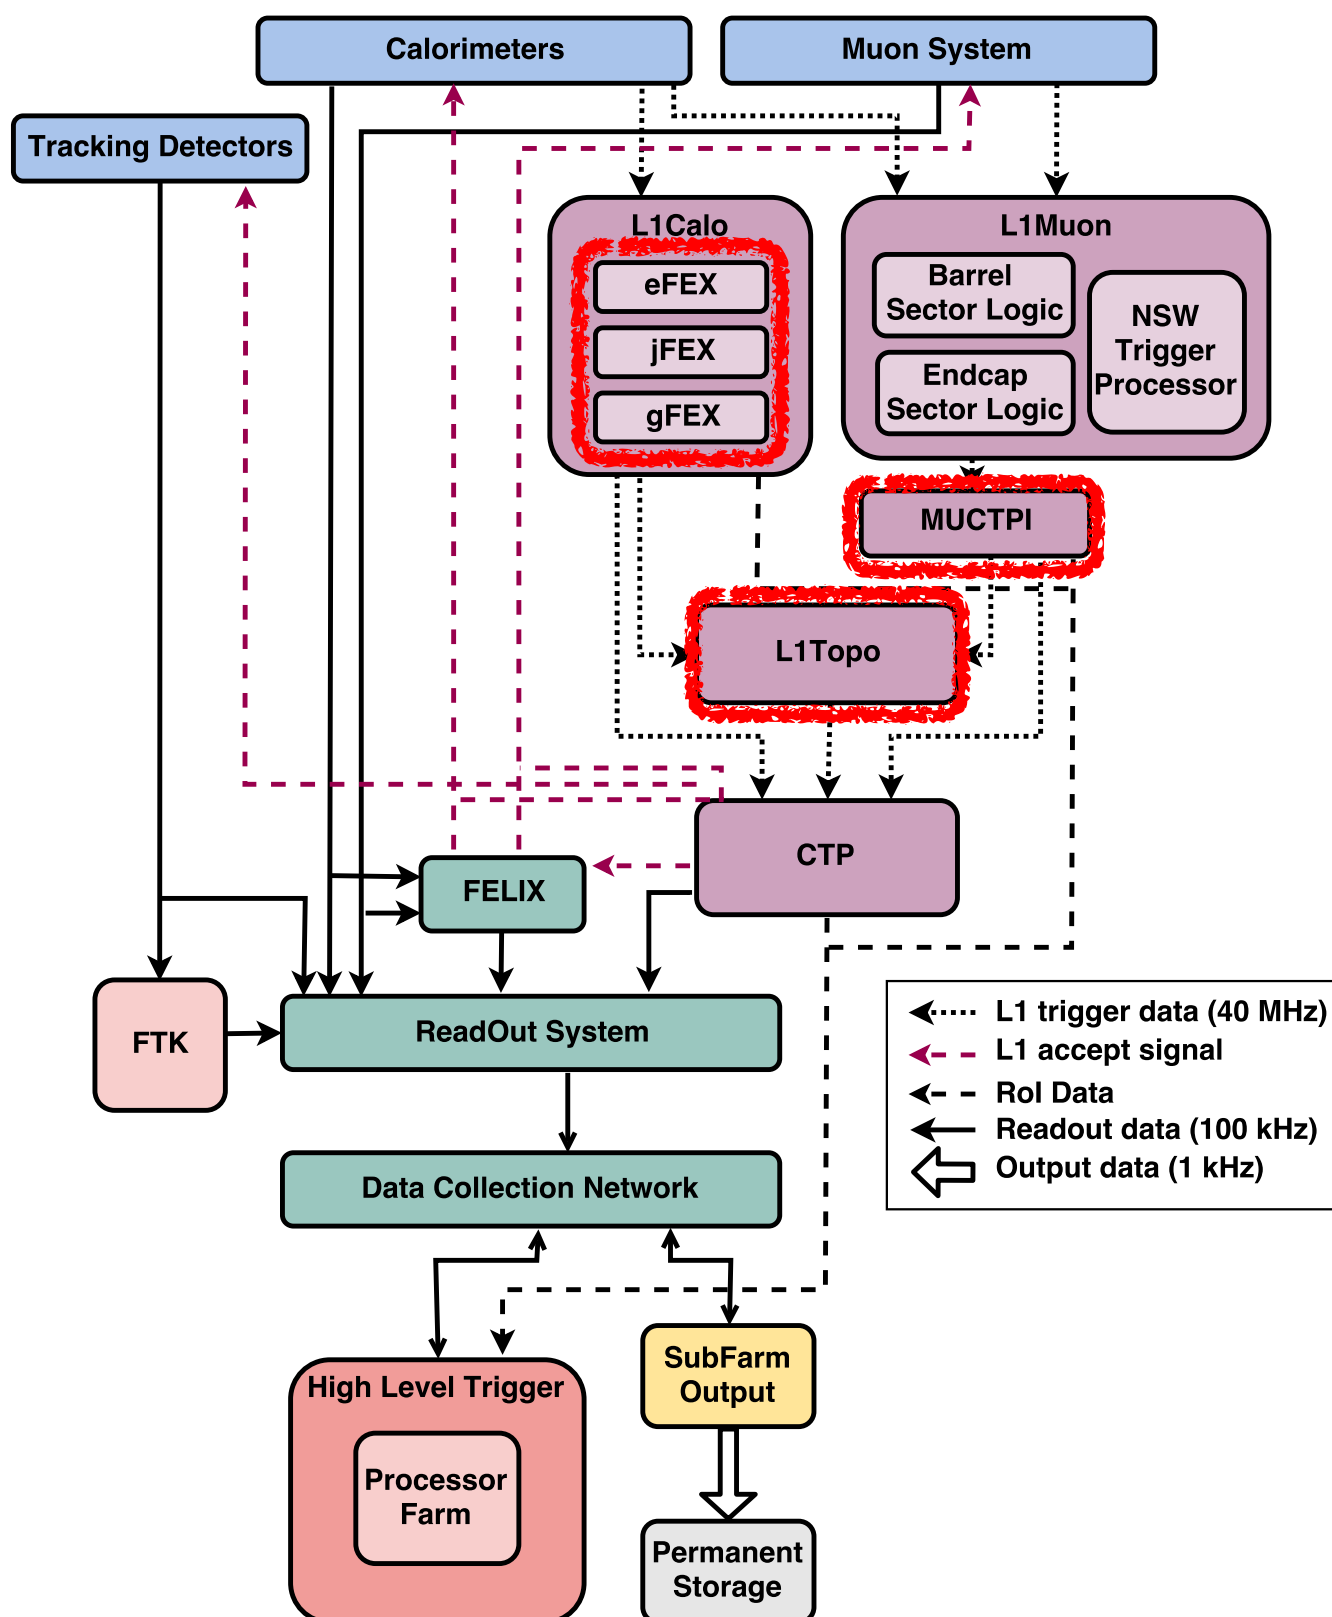 Calorimeters
Muon System
Tracking Detectors
L1Calo
eFEX
jFEX
gFEX
L1Muon
Barrel
Sector Logic
Endcap
Sector Logic
NSW
Trigger
Processor
MUCTPI
L1Topo
CTP
FELIX
FTK
ReadOut System
L1 trigger data (40 MHz)
L1 accept signal
RoI Data
Readout data (100 kHz)
Output data (1 kHz)
Data Collection Network
High Level Trigger
Processor
Farm
SubFarm
Output
Permanent
Storage